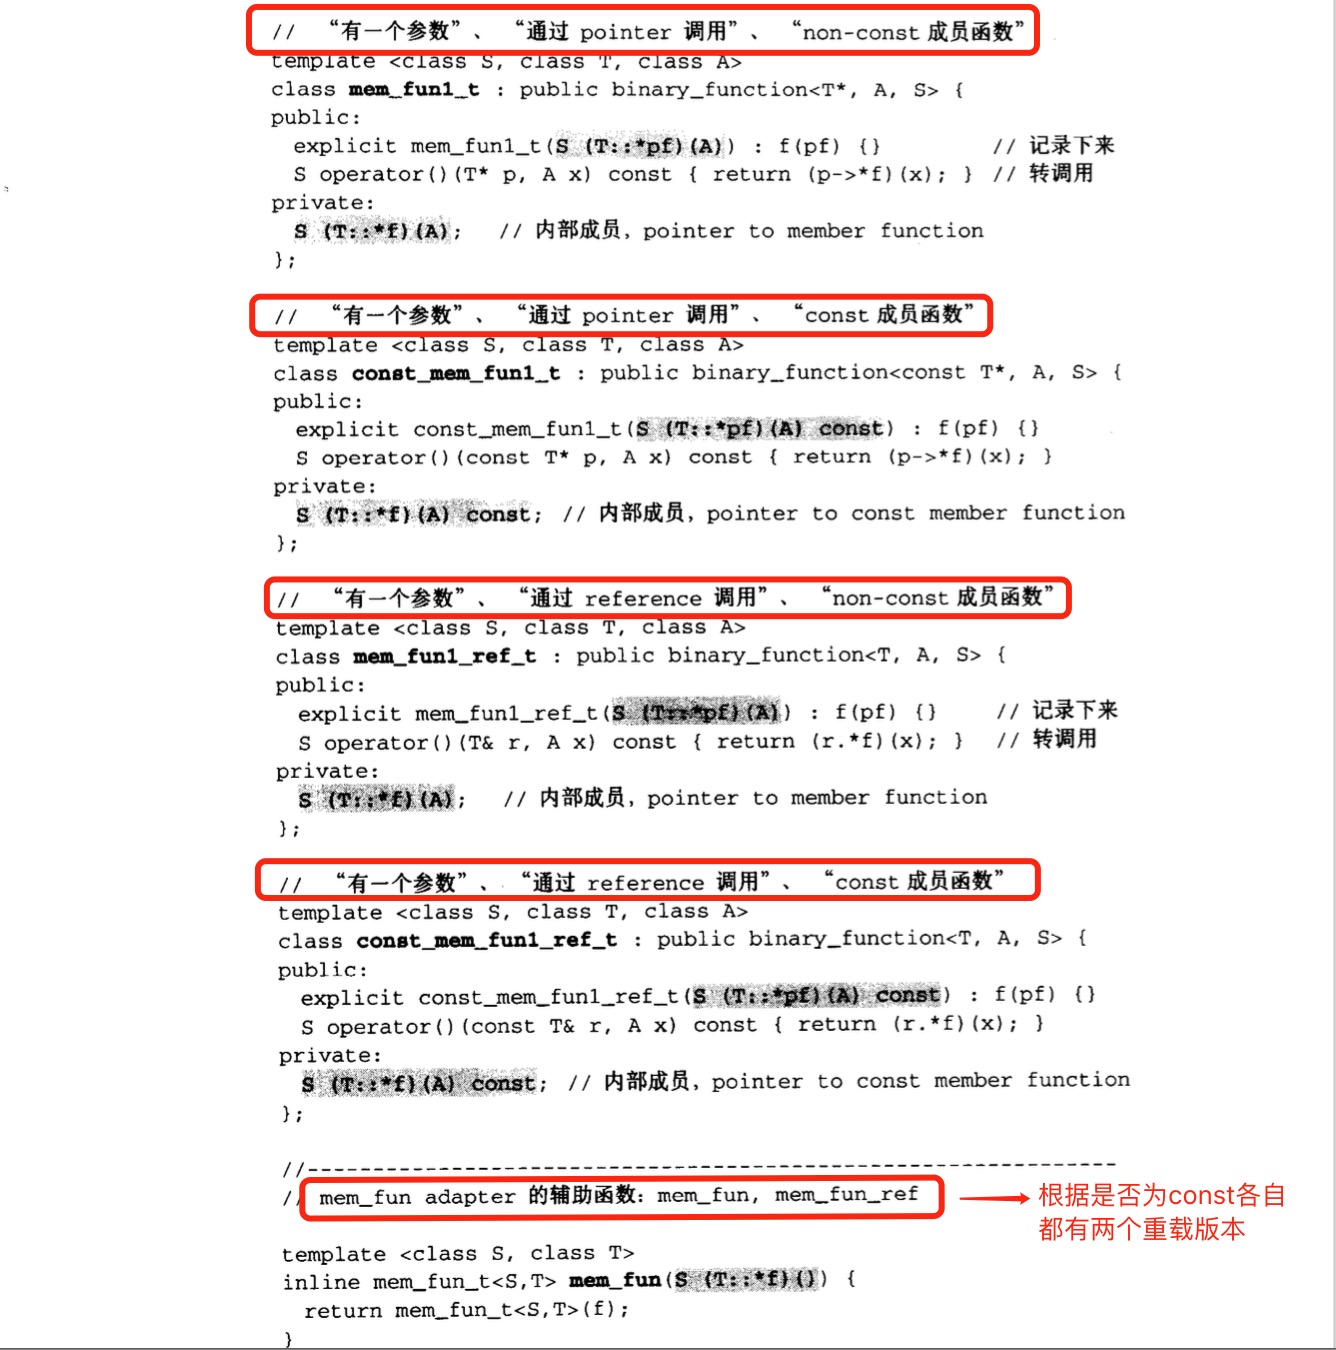 // “有一个参数”、 “通过 pointer 调用”、 “non-const 成员函数”
template <class S, class T, class A>
class mem_fun1_t : public binary_function<T*, A, S> {
public:
explicit mem_fun1_t(S (T::*pf)(A)) : f(pf) {} // 记录下来
S operator()(T* p, A x) const { return (p->*f)(x); } // 转调用
private:
S (T::*f)(A); // 内部成员，pointer to member function
};
// “有一个参数”、 “通过 pointer 调用”、 “const 成员函数”
template <class S, class T, class A>
class const_mem_fun1_t : public binary_function<const T*, A, S> {
public:
explicit const_mem_fun1_t(S (T::*pf)(A) const) : f(pf) {}
S operator()(const T* p, A x) const { return (p->*f)(x); }
private:
S (T::*f)(A) const; // 内部成员，pointer to const member function
};
// “有一个参数”、 “通过 reference 调用”、 “non-const 成员函数”
template <class S, class T, class A>
class mem_fun1_ref_t : public binary_function<T, A, S> {
public:
explicit mem_fun1_ref_t(S (T::*pf)(A)) : f(pf) {} // 记录下来
S operator()(T& r, A x) const { return (r.*f)(x); } // 转调用
private:
S (T::*f)(A); // 内部成员，pointer to member function
};
// “有一个参数”、 “通过 reference 调用”、 “const 成员函数”
template <class S, class T, class A>
class const_mem_fun1_ref_t : public binary_function<T, A, S> {
public:
explicit const_mem_fun1_ref_t(S (T::*pf)(A) const) : f(pf) {}
S operator()(const T& r, A x) const { return (r.*f)(x); }
private:
S (T::*f)(A) const; // 内部成员，pointer to const member function
};
//--------------------------------------------------------------
// mem_fun adapter 的辅助函数：mem_fun, mem_fun_ref
根据是否为const各自
都有两个重载版本
template <class S, class T>
inline mem_fun_t<S,T> mem_fun(S (T::*f)()) {
return mem_fun_t<S,T>(f);
}